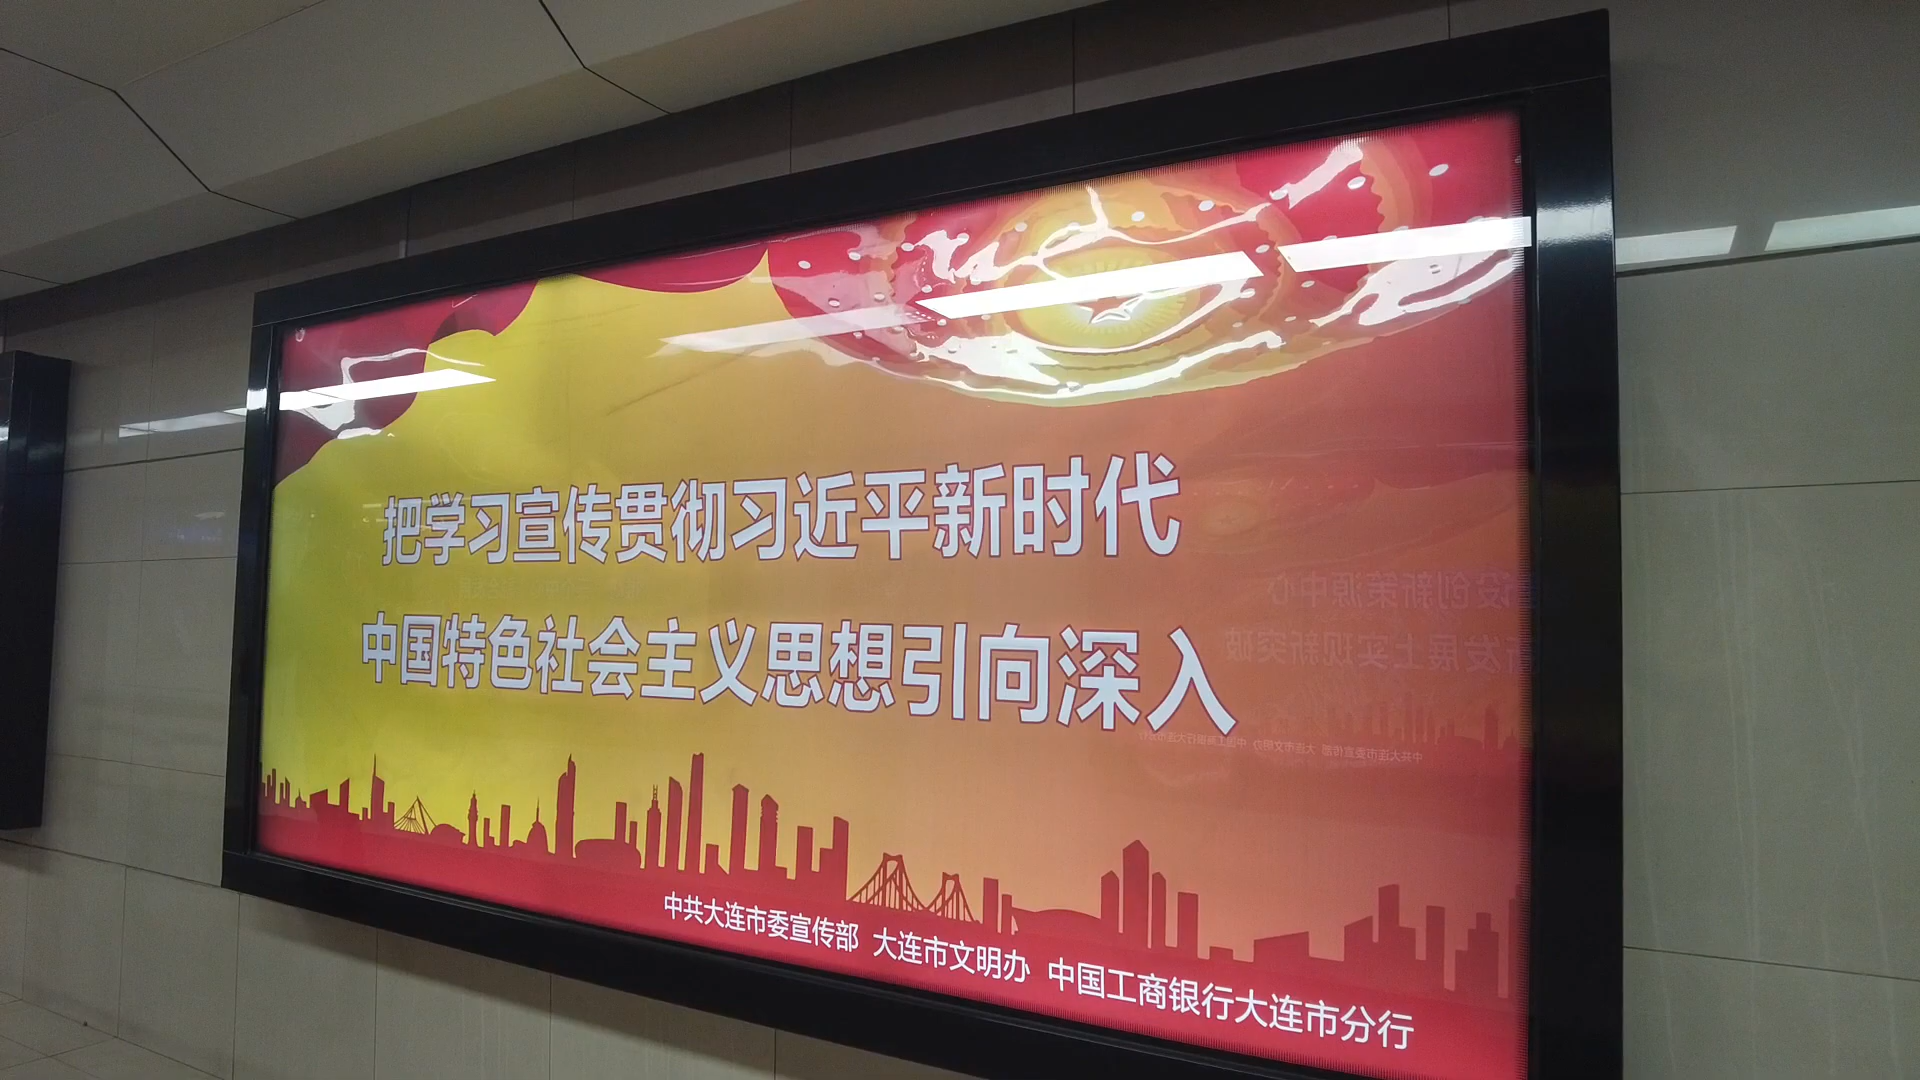 把学习宣传贯彻习近平新时代
中国特色社会主义思想引向深入
中共大连市委宣传部 大连市文明办 中国工商银行大连市分行